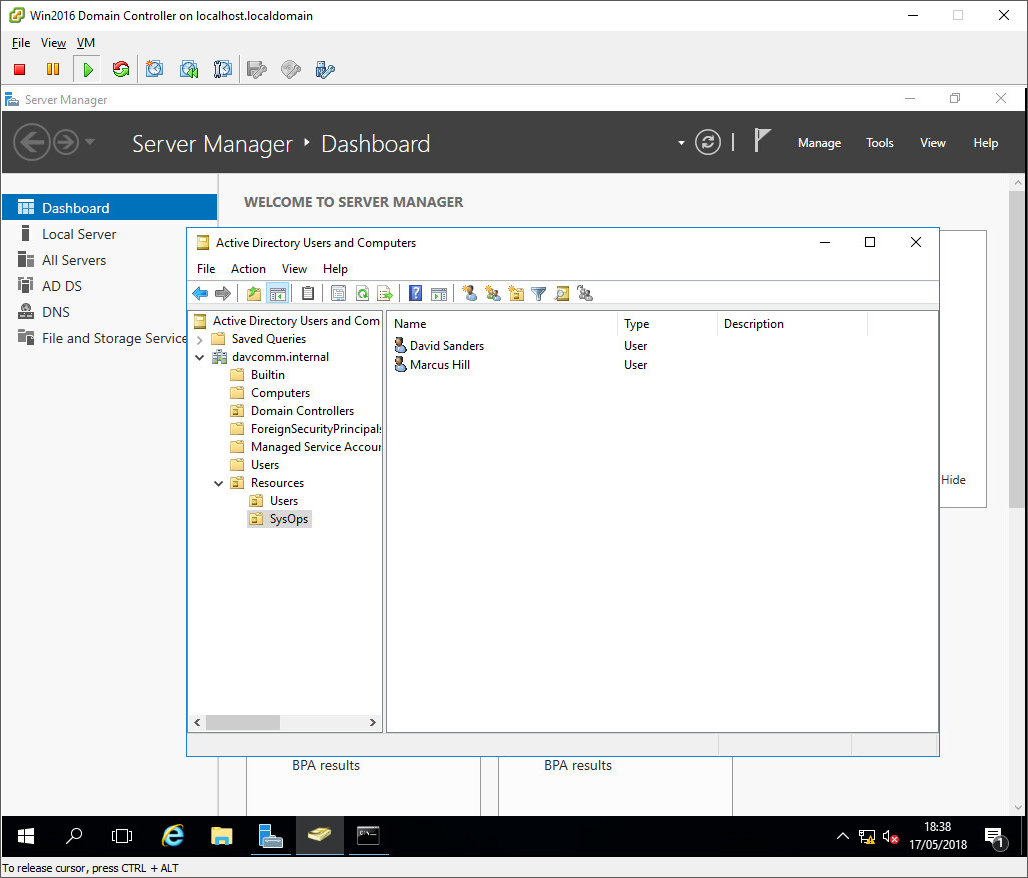 Win2016 Domain Controller on localhost.localdomain
File View VM
Server Manager
Server Manager Dashboard
Manage Tools View Help
Dashboard
Local Server
All Servers
AD DS
DNS
File and Storage Service
WELCOME TO SERVER MANAGER
Hide
Active Directory Users and Computers
File Action View Help
Active Directory Users and Com
Saved Queries
davcomm.internal
Builtin
Computers
Domain Controllers
ForeignSecurityPrincipals
Managed Service Accour
Users
Resources
Users
SysOps
Name Type Description
David Sanders User
Marcus Hill User
BPA results BPA results
18:38
17/05/2018
1
To release cursor, press CTRL + ALT